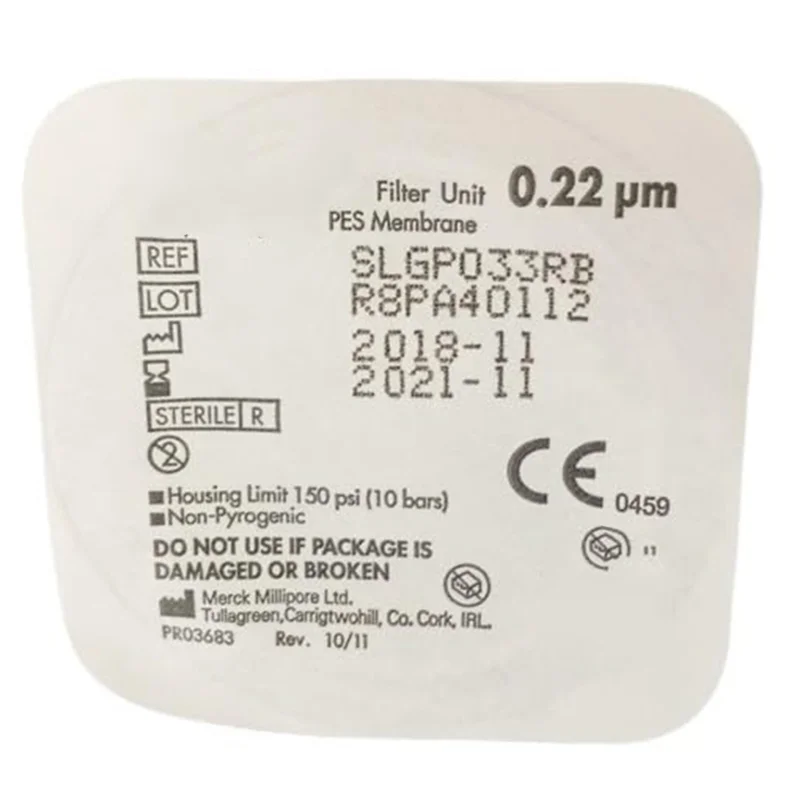 Filter Unit 0.22 µm
PES Membrane
REF SLGP033RB
LOT R8PA40112
2018-11
2021-11
STERILE R
2
CE 0459
Housing Limit 150 psi (10 bars)
Non-Pyrogenic
11
DO NOT USE IF PACKAGE IS
DAMAGED OR BROKEN
Merck Millipore Ltd.
Tullagreen,Carrigtwohill, Co. Cork, IRL.
PR03683 Rev. 10/11